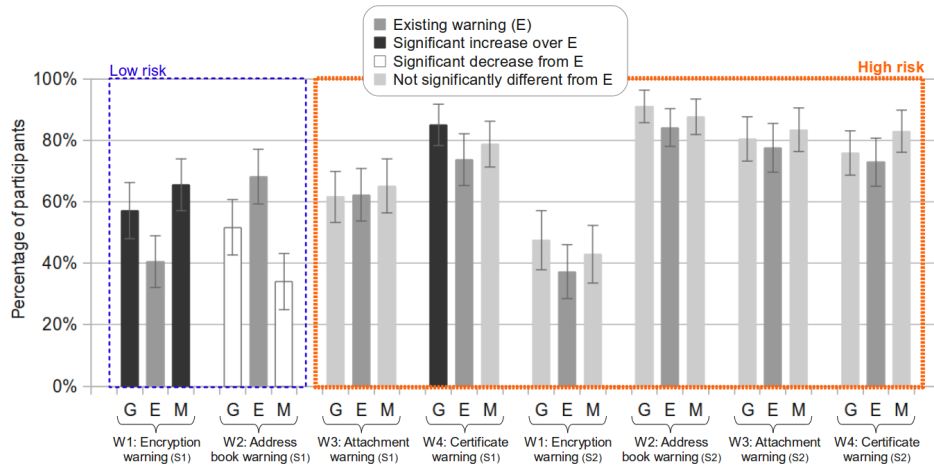 Existing warning (E)
Significant increase over E
Significant decrease from E
Not significantly different from E
Low risk
High risk
Percentage of participants
100%
80%
60%
40%
20%
0%
G E M G E M G E M G E M G E M G E M G E M G E M
W1: Encryption warning (S1)
W2: Address book warning (S1)
W3: Attachment warning (S1)
W4: Certificate warning (S1)
W1: Encryption warning (S2)
W2: Address book warning (S2)
W3: Attachment warning (S2)
W4: Certificate warning (S2)